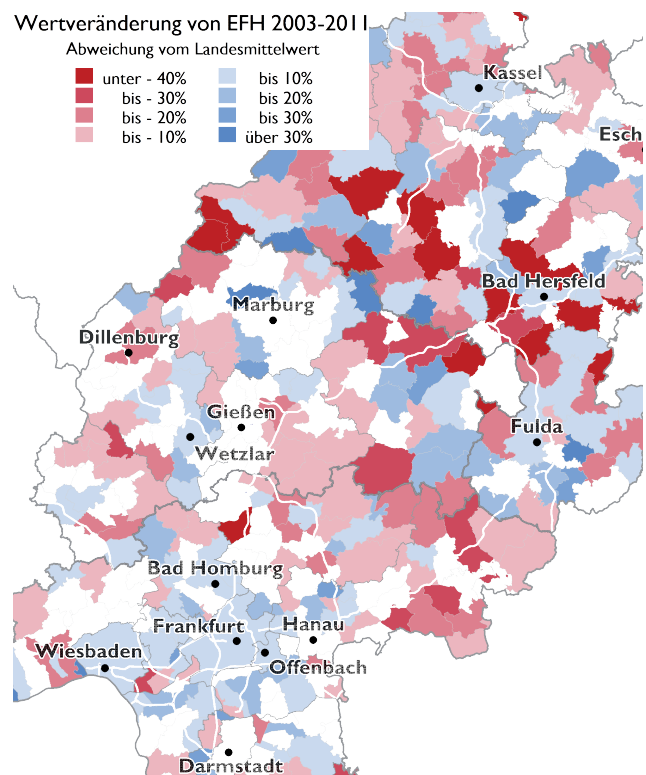 Wertveränderung von EFH 2003-2011
Abweichung vom Landesmittelwert
unter - 40% bis 10%
bis - 30% bis 20%
bis - 20% bis 30%
bis - 10% über 30%
Kassel
Esch
Bad Hersfeld
Marburg
Dillenburg
Gießen
Fulda
Wetzlar
Bad Homburg
Frankfurt
Hanau
Wiesbaden
Offenbach
Darmstadt